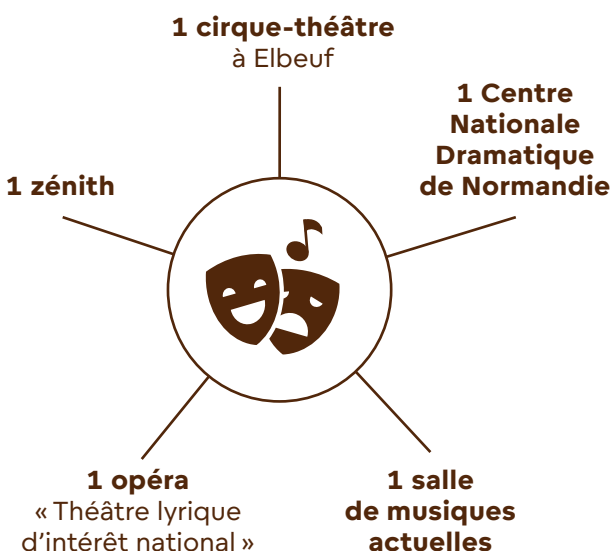 1 cirque-théâtre
à Elbeuf
1 Centre
Nationale
Dramatique
de Normandie
1 zénith
1 opéra
« Théâtre lyrique
d’intérêt national »
1 salle
de musiques
actuelles